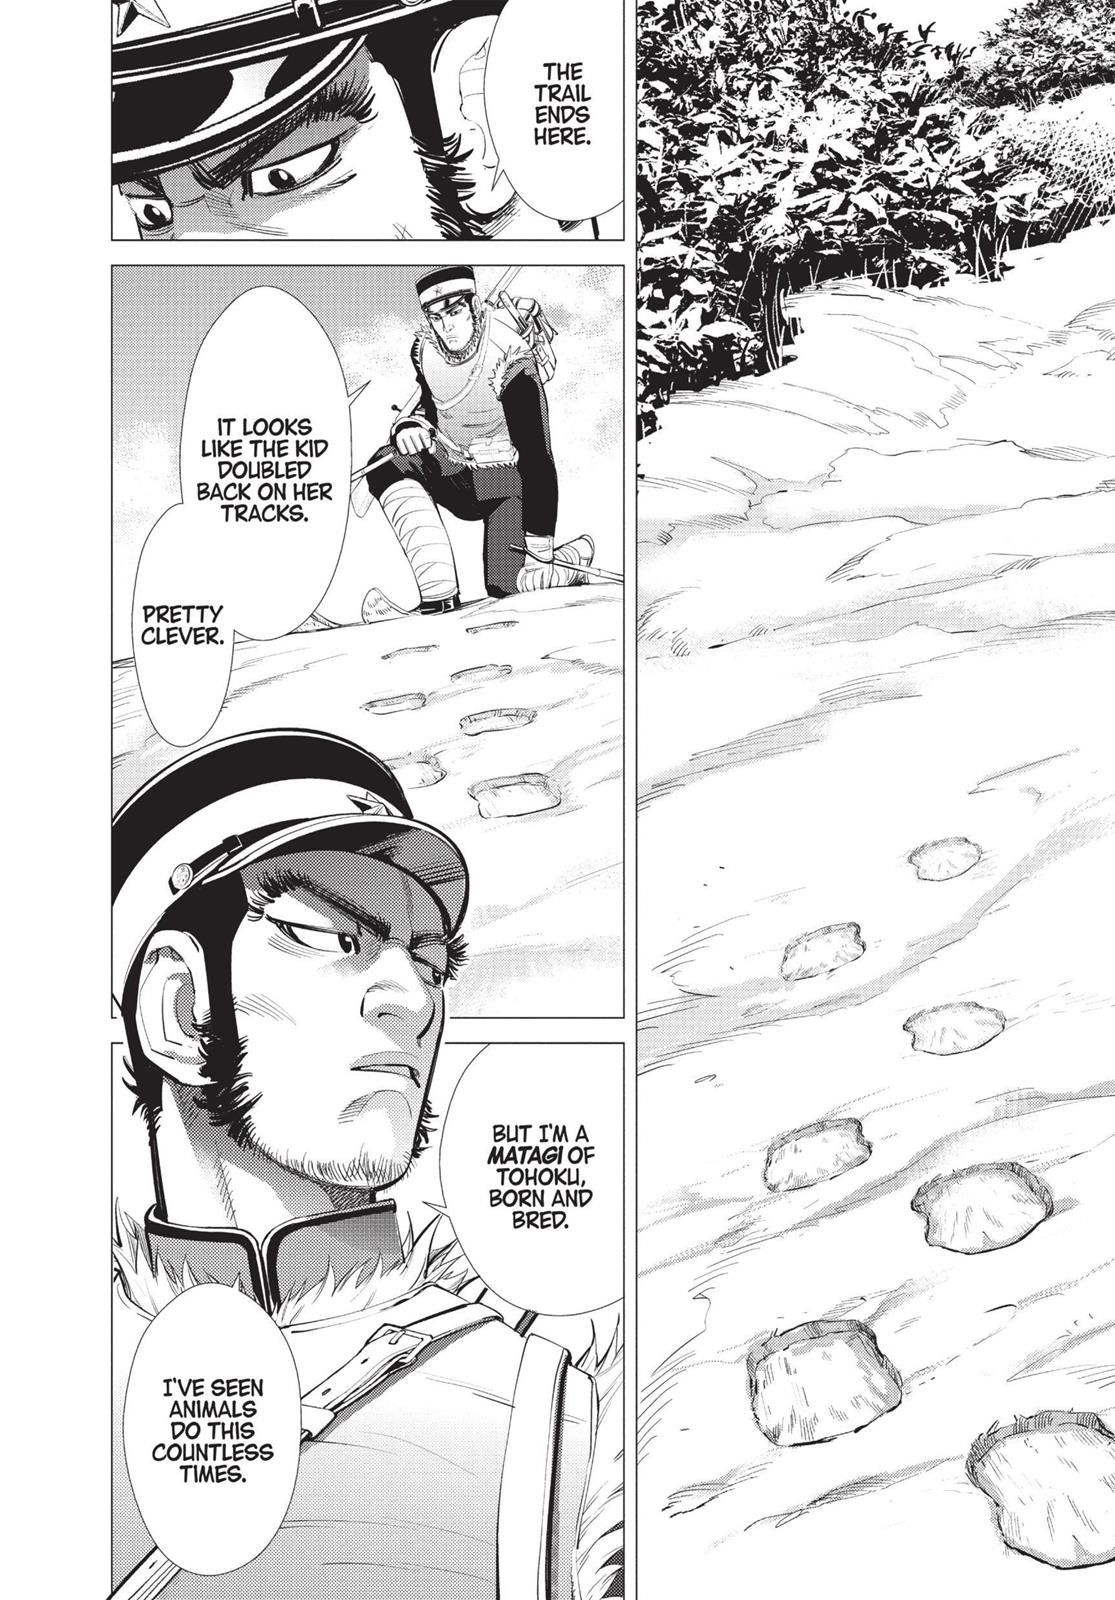 THE
TRAIL
ENDS
HERE.
IT LOOKS
LIKE THE KID
DOUBLED
BACK ON HER
TRACKS.
PRETTY
CLEVER.
BUT I'M A
MATAGI OF
TOHOKU,
BORN AND
BRED.
I'VE SEEN
ANIMALS
DO THIS
COUNTLESS
TIMES.